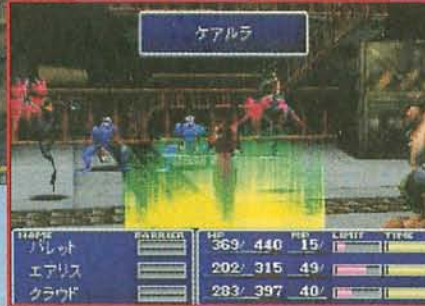 ケアルラ
NAME BARRIER HP MP LIMIT TIME
バレット 369/ 440 15/
エアリス 202/ 315 49/
クラウド 283/ 397 40/